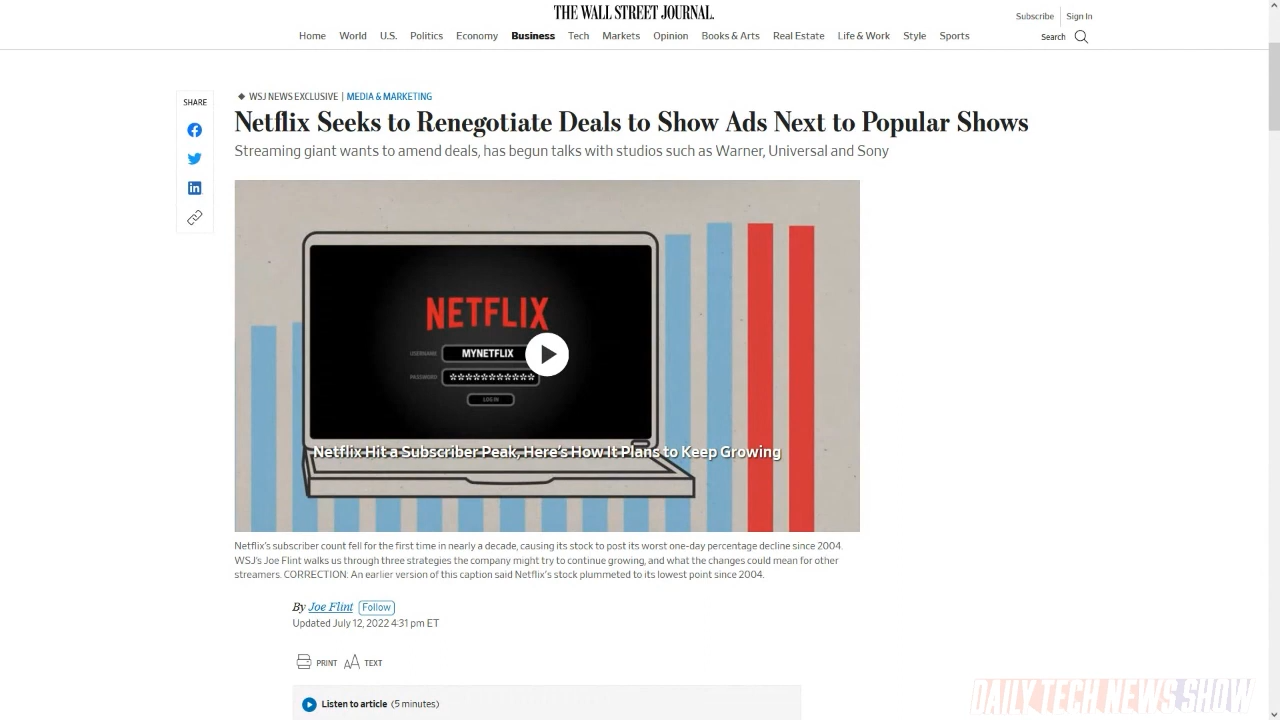 THE WALL STREET JOURNAL.
Subscribe Sign In
Home World U.S. Politics Economy Business Tech Markets Opinion Books & Arts Real Estate Life & Work Style Sports
Search
SHARE
WSJ NEWS EXCLUSIVE | MEDIA & MARKETING
Netflix Seeks to Renegotiate Deals to Show Ads Next to Popular Shows
Streaming giant wants to amend deals, has begun talks with studios such as Warner, Universal and Sony
NETFLIX
USERNAME MYNETFLIX
PASSWORD ************
LOG IN
Netflix Hit a Subscriber Peak, Here's How It Plans to Keep Growing
Netflix's subscriber count fell for the first time in nearly a decade, causing its stock to post its worst one-day percentage decline since 2004.
WSJ's Joe Flint walks us through three strategies the company might try to continue growing, and what the changes could mean for other
streamers. CORRECTION: An earlier version of this caption said Netflix's stock plummeted to its lowest point since 2004.
By Joe Flint Follow
Updated July 12, 2022 4:31 pm ET
PRINT AA TEXT
Listen to article (5 minutes)
DAILY TECH NEWS SHOW